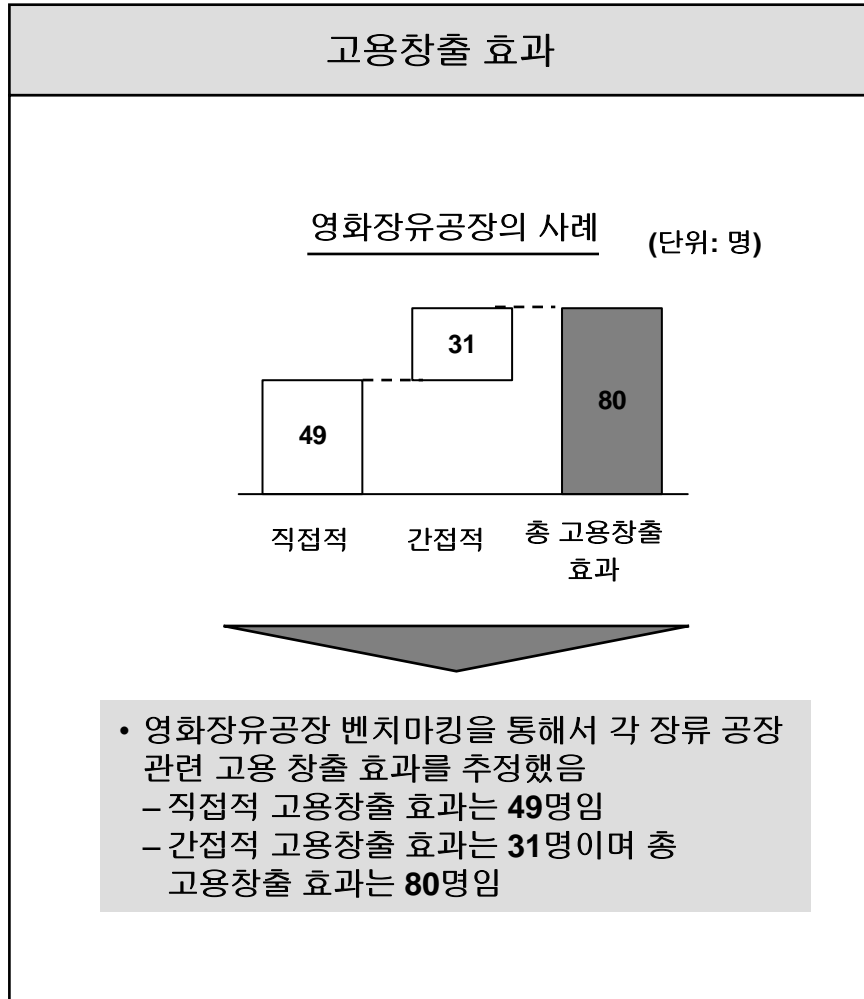 고용창출 효과
영화장유공장의 사례
(단위: 명)
31
80
49
직접적
간접적
총 고용창출
효과
• 영화장유공장 벤치마킹을 통해서 각 장류 공장
관련 고용 창출 효과를 추정했음
– 직접적 고용창출 효과는 49명임
– 간접적 고용창출 효과는 31명이며 총
고용창출 효과는 80명임